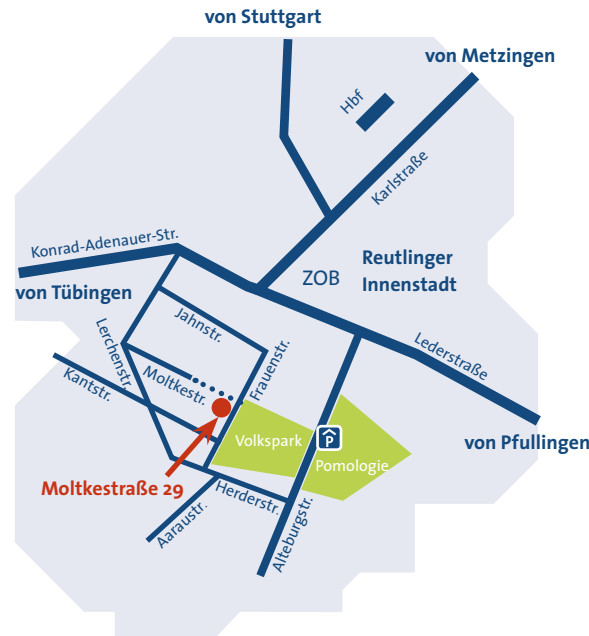 von Stuttgart
von Metzingen
Hbf
Karlstraße
Konrad-Adenauer-Str.
Reutlinger
Innenstadt
ZOB
von Tübingen
Jahnstr.
Lerchenstr.
Lederstraße
Frauenstr.
Moltkestr.
Kantstr.
Volkspark
P
von Pfullingen
Pomologie
Moltkestraße 29
Herderstr.
Aaraustr.
Alteburgstr.